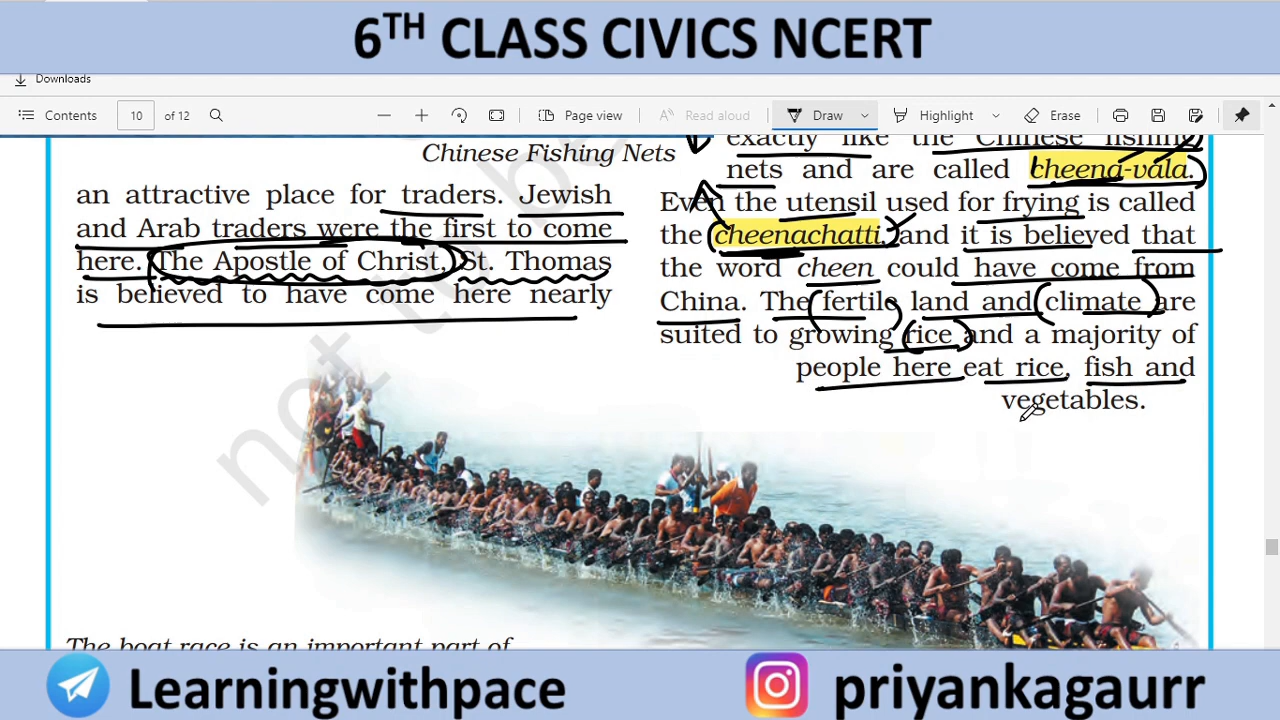 6TH CLASS CIVICS NCERT
Downloads
Contents
10
of 12
Page view
Read aloud
Draw
Highlight
Erase
Chinese Fishing Nets
an attractive place for traders. Jewish
and Arab traders were the first to come
here. The Apostle of Christ, St. Thomas
is believed to have come here nearly
exactly like the Chinese fishing
nets and are called cheena-vala.
Even the utensil used for frying is called
the cheenachatti, and it is believed that
the word cheen could have come from
China. The fertile land and climate are
suited to growing rice and a majority of
people here eat rice, fish and
vegetables.
not to be
The boat race is an important part of
Learningwithpace
priyankagaurr